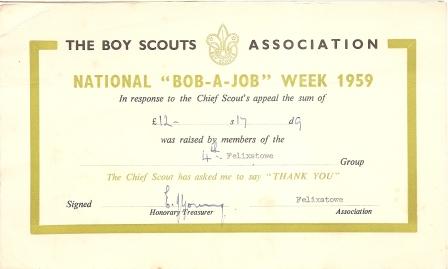 THE BOY SCOUTS ASSOCIATION
NATIONAL "BOB-A-JOB" WEEK 1959
In response to the Chief Scout's appeal the sum of
£12- s17 d9
was raised by members of the
4th Felixstowe Group
The Chief Scout has asked me to say "THANK YOU"
Signed Felixstowe
Honorary Treasurer Association